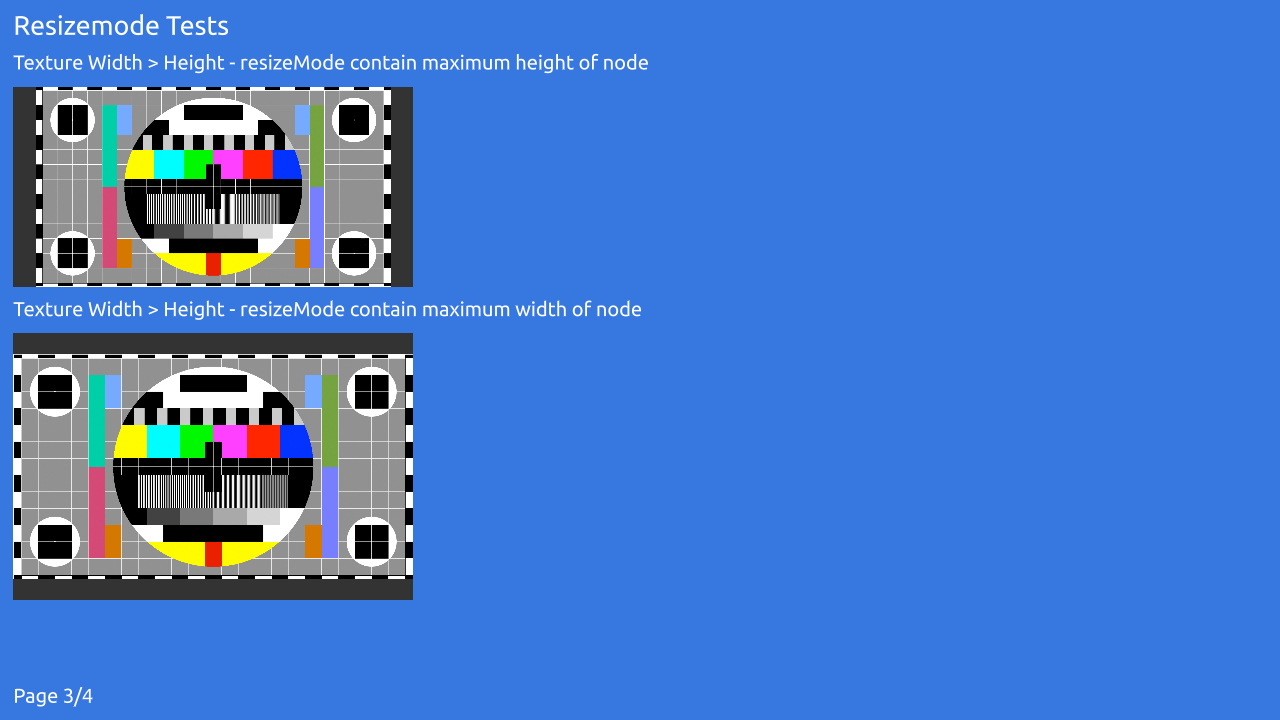 Resizemode Tests
Texture Width > Height - resizeMode contain maximum height of node
Texture Width > Height - resizeMode contain maximum width of node
Page 3/4